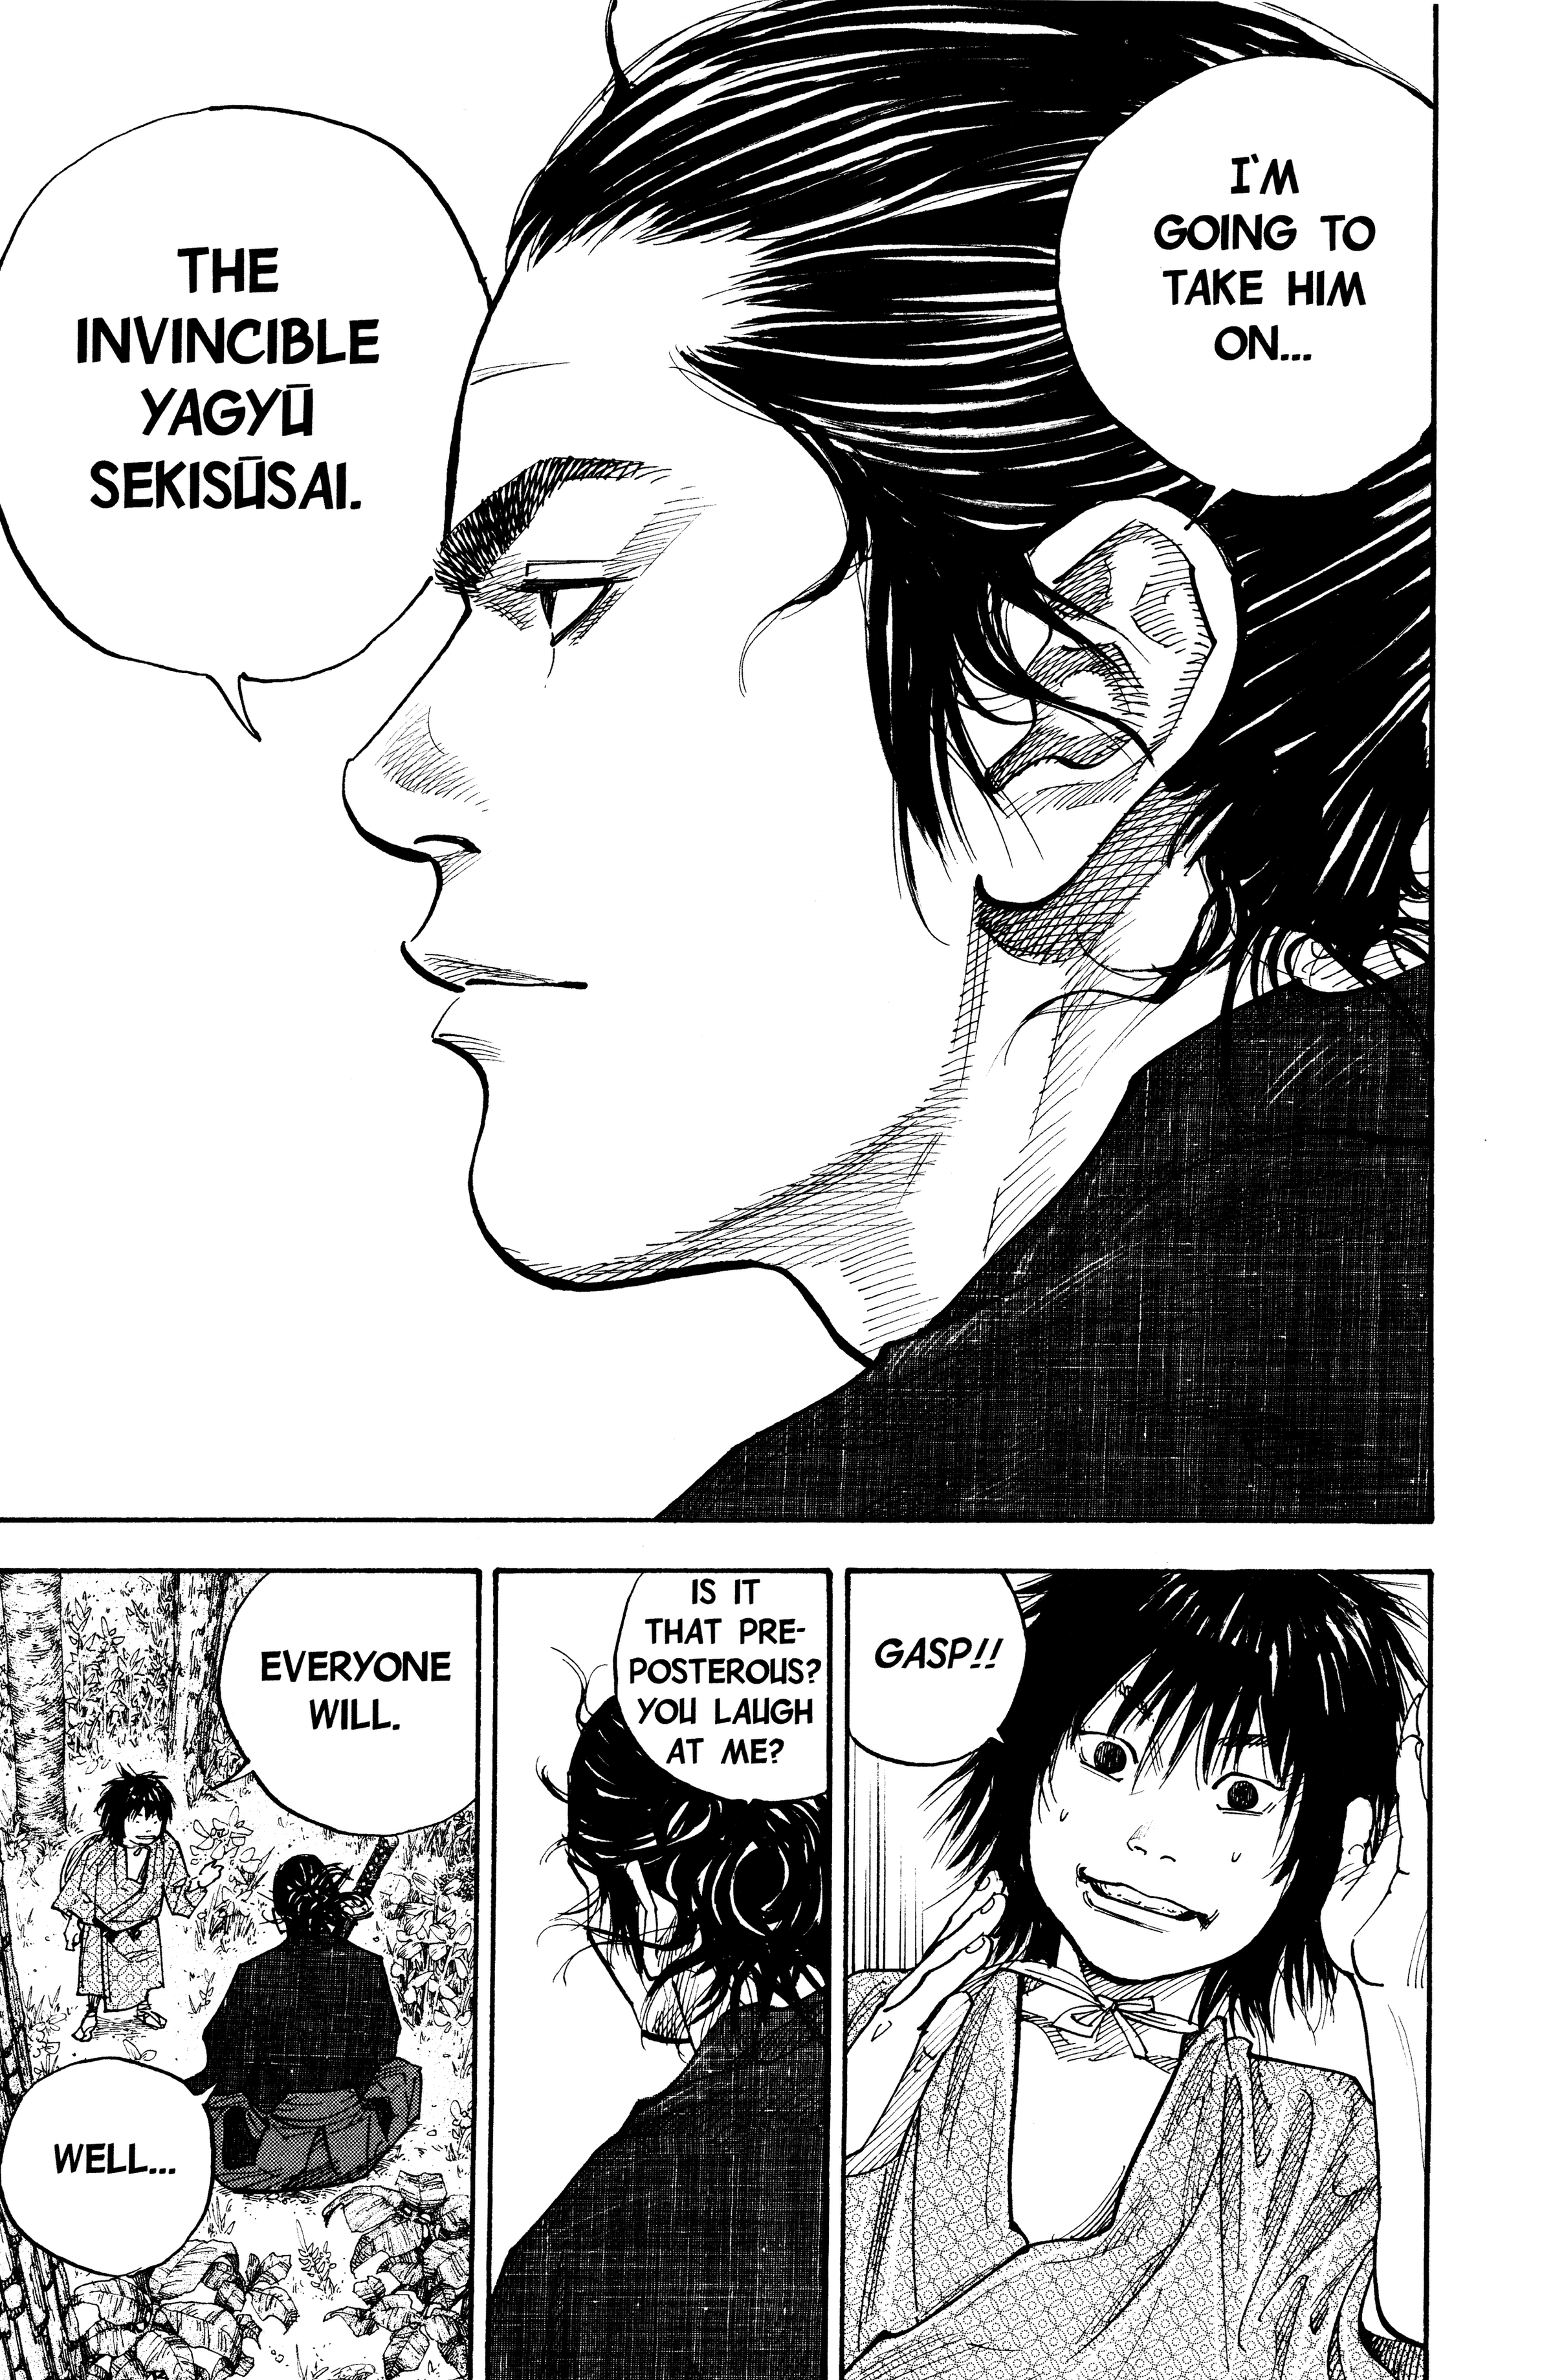 I'M
GOING TO
TAKE HIM
ON...
THE
INVINCIBLE
YAGYŪ
SEKISŪSAI.
GASP!!
IS IT
THAT PRE-
POSTEROUS?
YOU LAUGH
AT ME?
EVERYONE
WILL.
WELL...